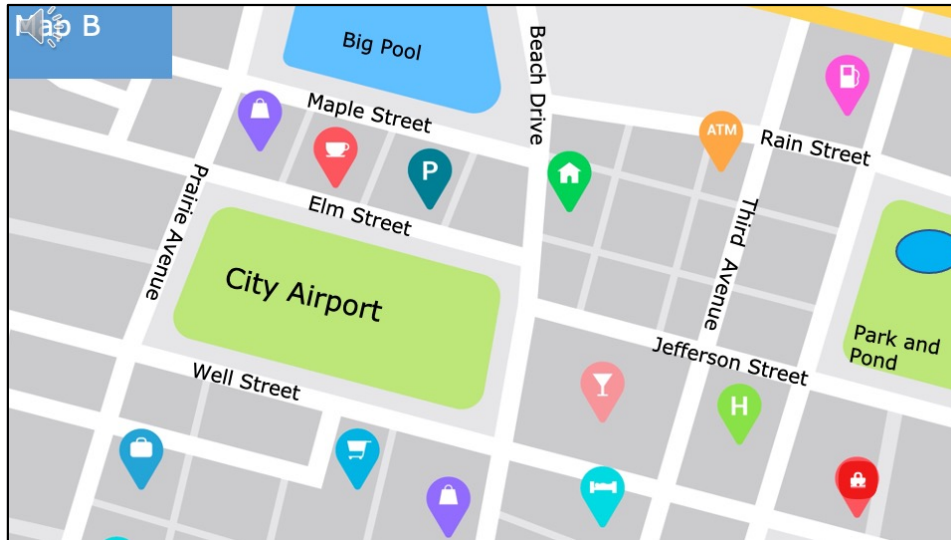 Map B
Big Pool
Beach Drive
Maple Street
ATM
Rain Street
P
Prairie Avenue
Elm Street
Third Avenue
City Airport
Park and
Pond
Jefferson Street
Well Street
H